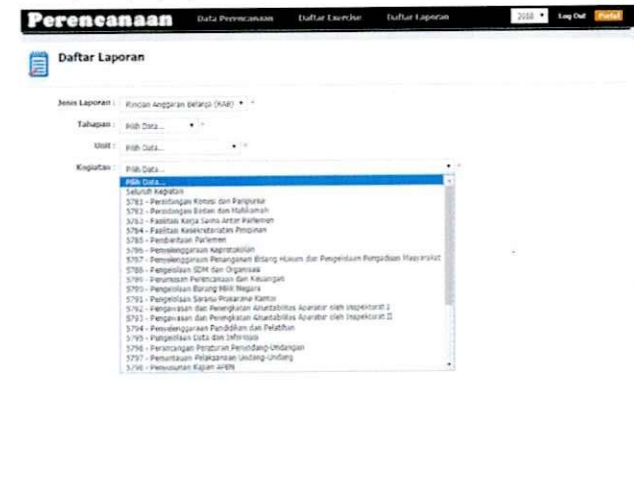 Perencanaan Data Perencanaan Daftar Exercise Daftar Laporan 2018 Log Out Portal
Daftar Laporan
Jenis Laporan : Rincian Anggaran Belanja (RAB) *
Tahapan : Pilih Data... *
Unit : Pilih Data... *
Kegiatan : Pilih Data... *
Pilih Data...
Seluruh Kegiatan
5781 - Persidangan Komisi dan Paripurna
5782 - Persidangan Badan dan Mahkamah
5783 - Fasilitasi Kerja Sama Antar Parlemen
5784 - Fasilitasi Kesekretariatan Pimpinan
5785 - Pemberitaan Parlemen
5786 - Penyelenggaraan Keprotokolan
5787 - Penyelenggaraan Penanganan Bidang Hukum dan Pengelolaan Pengaduan Masyarakat
5788 - Pengelolaan SDM dan Organisasi
5789 - Perumusan Perencanaan dan Keuangan
5790 - Pengelolaan Barang Milik Negara
5791 - Pengelolaan Sarana Prasarana Kantor
5792 - Pengawasan dan Peningkatan Akuntabilitas Aparatur oleh Inspektorat I
5793 - Pengawasan dan Peningkatan Akuntabilitas Aparatur oleh Inspektorat II
5794 - Penyelenggaraan Pendidikan dan Pelatihan
5795 - Pengelolaan Data dan Informasi
5796 - Perancangan Peraturan Perundang-Undangan
5797 - Pemantauan Pelaksanaan Undang-Undang
5798 - Penyusunan Kajian APBN